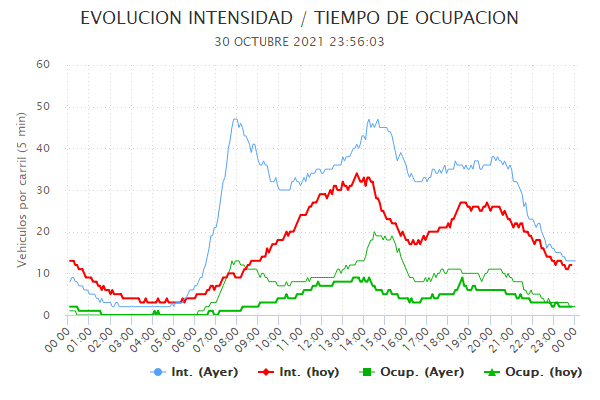 EVOLUCION INTENSIDAD / TIEMPO DE OCUPACION
30 OCTUBRE 2021 23:56:03
Vehiculos por carril (5 min)
60
50
40
30
20
10
0
00:00 01:00 02:00 03:00 04:00 05:00 06:00 07:00 08:00 09:00 10:00 11:00 12:00 13:00 14:00 15:00 16:00 17:00 18:00 19:00 20:00 21:00 22:00 23:00 00:00
Int. (Ayer) Int. (hoy) Ocup. (Ayer) Ocup. (hoy)